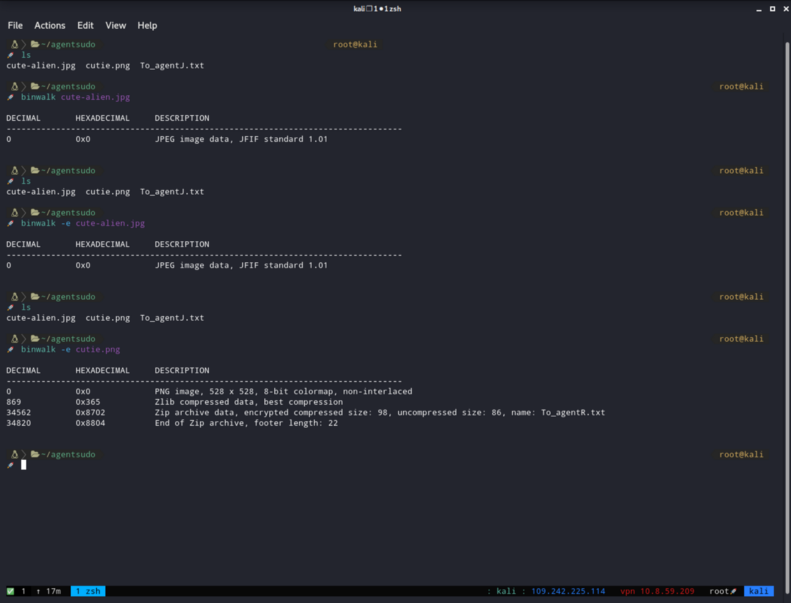 kali 1 1 zsh
File Actions Edit View Help
~/agentsudo root@kali
ls
cute-alien.jpg cutie.png To_agentJ.txt
~/agentsudo root@kali
binwalk cute-alien.jpg
DECIMAL HEXADECIMAL DESCRIPTION
--------------------------------------------------------------------------------
0 0x0 JPEG image data, JFIF standard 1.01
~/agentsudo root@kali
ls
cute-alien.jpg cutie.png To_agentJ.txt
~/agentsudo root@kali
binwalk -e cute-alien.jpg
DECIMAL HEXADECIMAL DESCRIPTION
--------------------------------------------------------------------------------
0 0x0 JPEG image data, JFIF standard 1.01
~/agentsudo root@kali
ls
cute-alien.jpg cutie.png To_agentJ.txt
~/agentsudo root@kali
binwalk -e cutie.png
DECIMAL HEXADECIMAL DESCRIPTION
--------------------------------------------------------------------------------
0 0x0 PNG image, 528 x 528, 8-bit colormap, non-interlaced
869 0x365 Zlib compressed data, best compression
34562 0x8702 Zip archive data, encrypted compressed size: 98, uncompressed size: 86, name: To_agentR.txt
34820 0x8804 End of Zip archive, footer length: 22
~/agentsudo root@kali
1 ↑ 17m 1 zsh : kali : 109.242.225.114 vpn 10.8.59.209 root kali